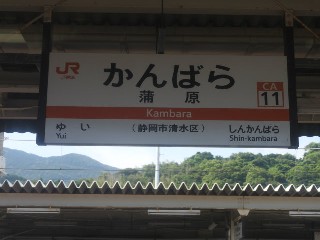 JR
かんばら
蒲原
Kambara
CA
11
ゆい
Yui
(静岡市清水区)
しんかんばら
Shin-kambara